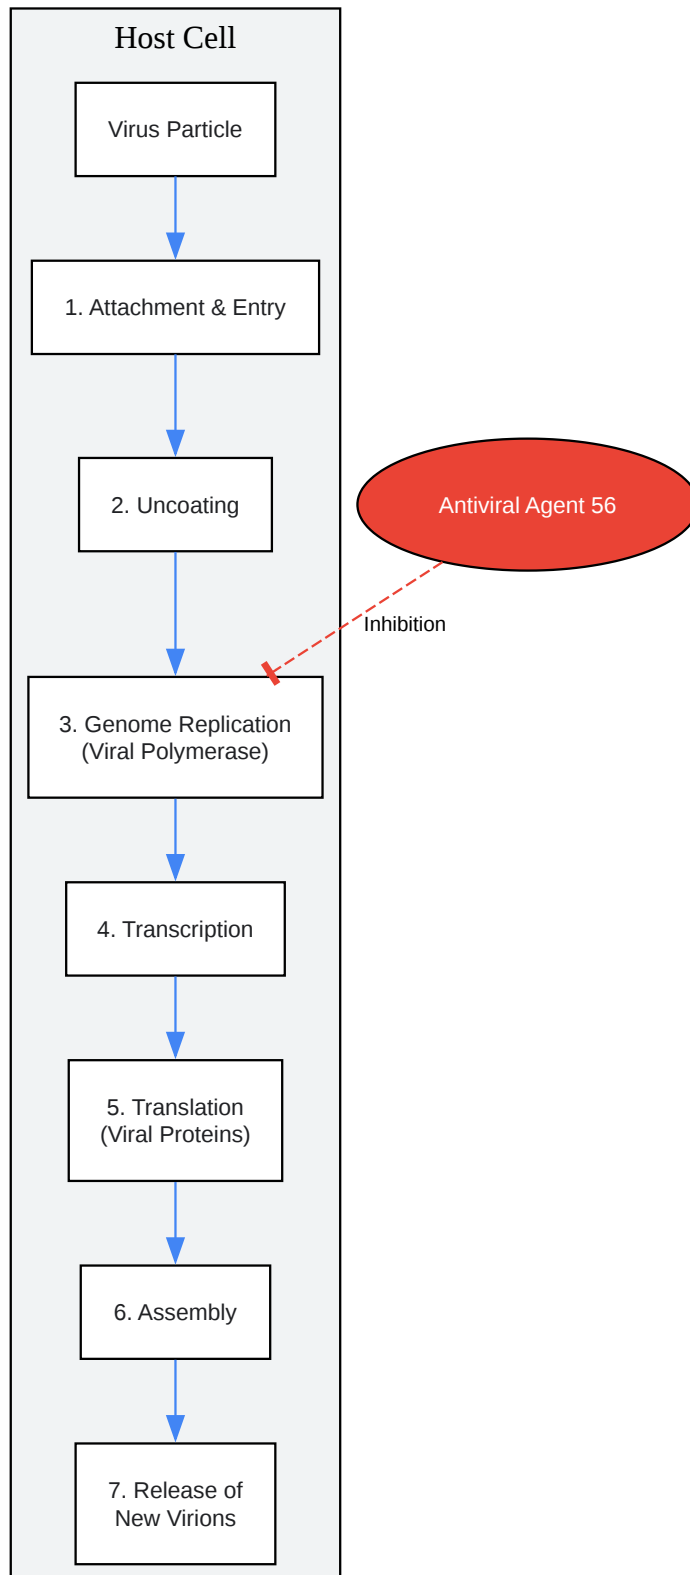 Host Cell
Virus Particle
1. Attachment & Entry
2. Uncoating
Antiviral Agent 56
Inhibition
3. Genome Replication
(Viral Polymerase)
4. Transcription
5. Translation
(Viral Proteins)
6. Assembly
7. Release of
New Virions